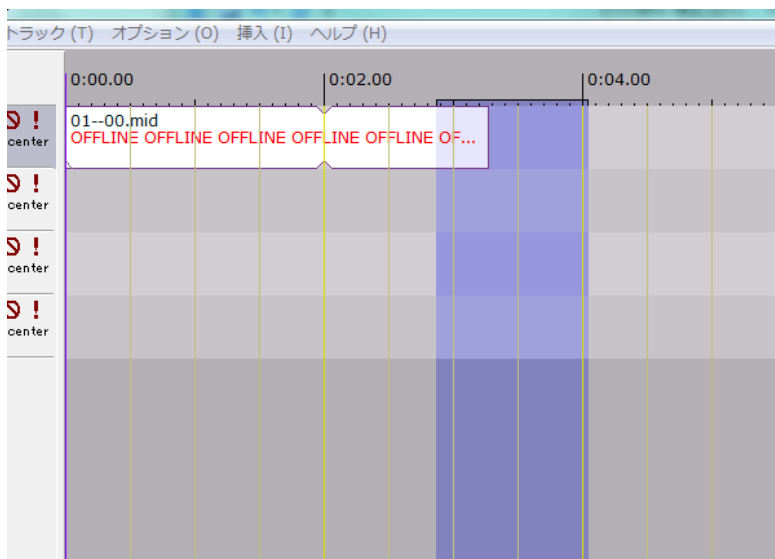 トラック (T) オプション (O) 挿入 (I) ヘルプ (H)
0:00.00 0:02.00 0:04.00
01--00.mid
OFFLINE OFFLINE OFFLINE OFFLINE OFFLINE OF...
!
center
!
center
!
center
!
center